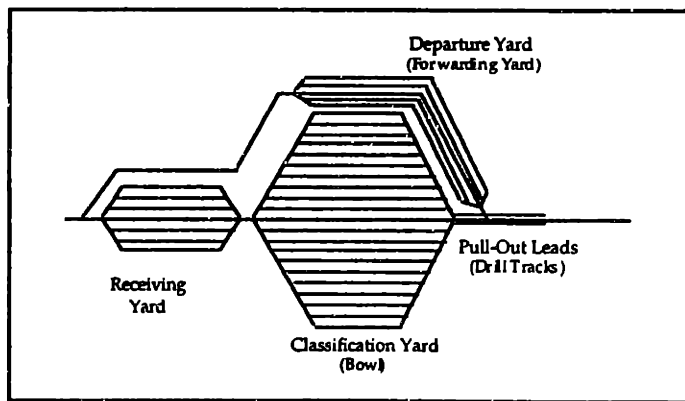 Departure Yard
(Forwarding Yard)
Pull-Out Leads
(Drill Tracks)
Receiving
Yard
Classification Yard
(Bowl)